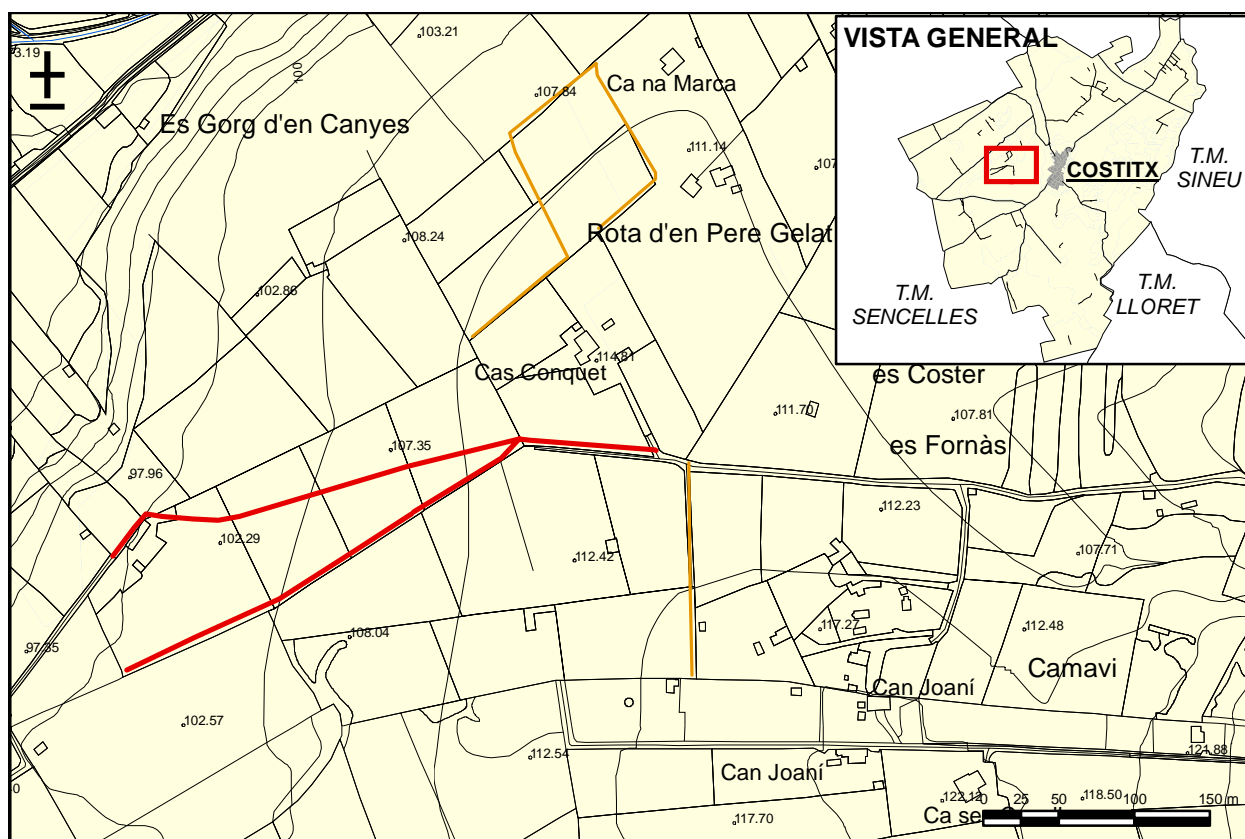 VISTA GENERAL
COSTITX
T.M.
SINEU
T.M.
LLORET
T.M.
SENCELLES
103.21
3.19
100
107.84
Ca na Marca
Es Gorg d'en Canyes
111.14
107
Rota d'en Pere Gelat
108.24
102.86
114.81
Cas Conquet
es Coster
111.70
107.81
es Fornàs
107.35
97.96
112.23
102.29
112.42
107.71
117.27
112.48
108.04
97.35
Camavi
Can Joaní
102.57
112.54
121.88
Can Joaní
122.12
118.50
0 25 50 100 150 m
Ca se
117.70